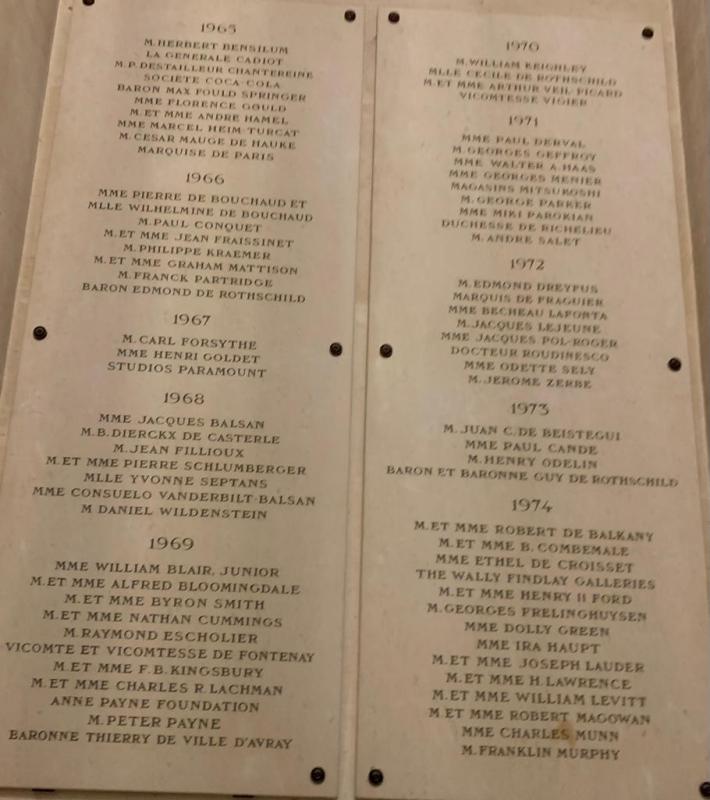 1965
M. HERBERT BENSILUM
LA GENERALE CADIOT
M.P. DESTAILLEUR CHANTEREINE
SOCIETE COCA-COLA
BARON MAX FOULD SPRINGER
MME FLORENCE GOULD
M. ET MME ANDRE HAMEL
MME MARCEL HEIM TURCAT
M. CESAR MAUGE DE HAUKE
MARQUISE DE PARIS
1966
MME PIERRE DE BOUCHAUD ET
MLLE WILHELMINE DE BOUCHAUD
M. PAUL CONQUET
M. ET MME JEAN FRAISSINET
M. PHILIPPE KRAEMER
M. ET MME GRAHAM MATTISON
M. FRANCK PARTRIDGE
BARON EDMOND DE ROTHSCHILD
1967
M. CARL FORSYTHE
MME HENRI GOLDET
STUDIOS PARAMOUNT
1968
MME JACQUES BALSAN
M.B. DIERCKX DE CASTERLE
M. JEAN FILLIOUX
M. ET MME PIERRE SCHLUMBERGER
MLLE YVONNE SEPTANS
MME CONSUELO VANDERBILT-BALSAN
M DANIEL WILDENSTEIN
1969
MME WILLIAM BLAIR, JUNIOR
M. ET MME ALFRED BLOOMINGDALE
M. ET MME BYRON SMITH
M. ET MME NATHAN CUMMINGS
M. RAYMOND ESCHOLIER
VICOMTE ET VICOMTESSE DE FONTENAY
M. ET MME F.B. KINGSBURY
M. ET MME CHARLES R. LACHMAN
ANNE PAYNE FOUNDATION
M. PETER PAYNE
BARONNE THIERRY DE VILLE D'AVRAY
1970
M. WILLIAM KEIGHLEY
MLLE CECILE DE ROTHSCHILD
M. ET MME ARTHUR VEIL PICARD
VICOMTESSE VIGIER
1971
MME PAUL DERVAL
M. GEORGES GEFFROY
MME WALTER A. HAAS
MME GEORGES MENIER
MAGASINS MITSUKOSHI
M. GEORGE PARKER
MME MIKI PAROKIAN
DUCHESSE DE RICHELIEU
M. ANDRE SALET
1972
M. EDMOND DREYFUS
MARQUIS DE FRAGUIER
MME BECHEAU LAFONTA
M. JACQUES LEJEUNE
MME JACQUES POL-ROGER
DOCTEUR ROUDINESCO
MME ODETTE SELY
M. JEROME ZERBE
1973
M. JUAN C. DE BEISTEGUI
MME PAUL CANDE
M. HENRY ODELIN
BARON ET BARONNE GUY DE ROTHSCHILD
1974
M. ET MME ROBERT DE BALKANY
M. ET MME B. COMBEMALE
MME ETHEL DE CROISSET
THE WALLY FINDLAY GALLERIES
M. ET MME HENRY II FORD
M. GEORGES FRELINGHUYSEN
MME DOLLY GREEN
MME IRA HAUPT
M. ET MME JOSEPH LAUDER
M. ET MME H. LAWRENCE
M. ET MME WILLIAM LEVITT
M. ET MME ROBERT MAGOWAN
MME CHARLES MUNN
M. FRANKLIN MURPHY